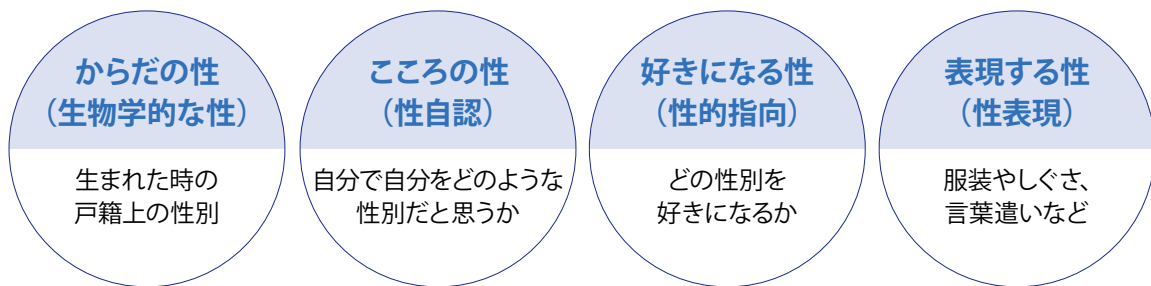 からだの性
（生物学的な性）
生まれた時の
戸籍上の性別
こころの性
（性自認）
自分で自分をどのような
性別だと思うか
好きになる性
（性的指向）
どの性別を
好きになるか
表現する性
（性表現）
服装やしぐさ、
言葉遣いなど